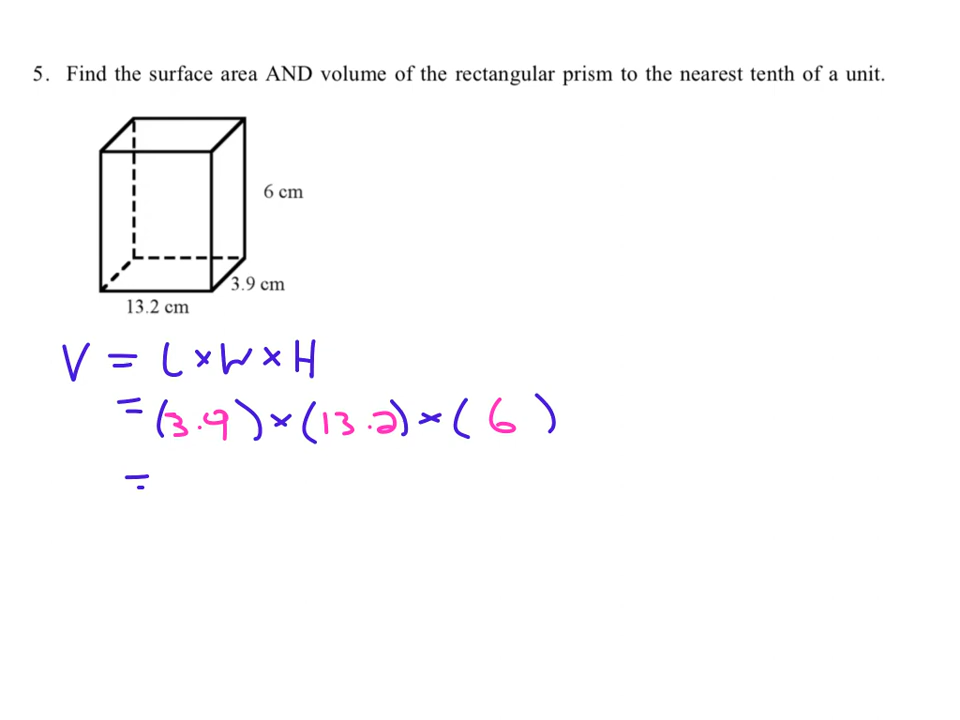 5. Find the surface area AND volume of the rectangular prism to the nearest tenth of a unit.
6 cm
3.9 cm
13.2 cm
V = L × W × H
= (3.9) × (13.2) × ( 6 )
=